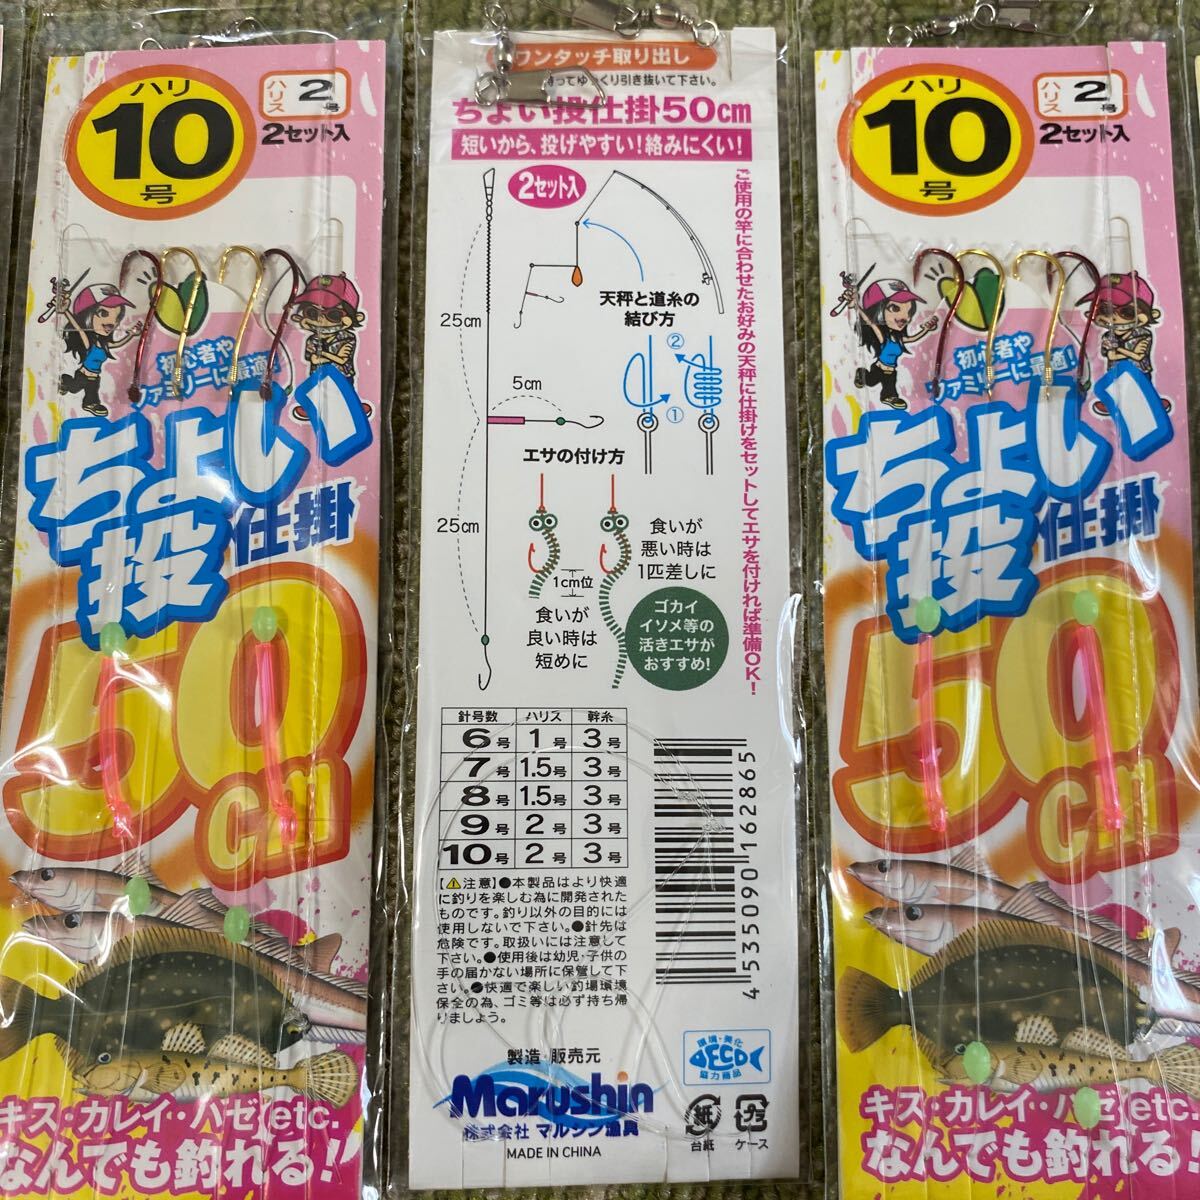 ハリ
10
号
ハリス 2号
2セット入
初心者や
ファミリーに最適!
ちょい
投
仕掛
50
cm
キス・カレイ・ハゼetc.
なんでも釣れる!
ワンタッチ取り出し
ってゆっくり引き抜いて下さい。
ちょい投仕掛50cm
短いから、投げやすい!絡みにくい!
2セット入
ご使用の竿に合わせたお好みの天秤に仕掛けをセットしてエサを付ければ準備OK!
天秤と道糸の
結び方
②
①
25cm
5cm
25cm
エサの付け方
1cm位
食いが
良い時は
短めに
食いが
悪い時は
1匹差しに
ゴカイ
イソメ等の
活きエサが
おすすめ!
針号数 ハリス 幹糸
6号 1号 3号
7号 1.5号 3号
8号 1.5号 3号
9号 2号 3号
10号 2号 3号
【⚠注意】●本製品はより快適
に釣りを楽しむ為に開発された
ものです。釣り以外の目的には
使用しないで下さい。●針先は
危険です。取扱いには注意して
下さい。●使用後は幼児・子供の
手の届かない場所に保管して下
さい。●快適で楽しい釣場環境
保全の為、ゴミ等は必ず持ち帰
りましょう。
4535090162865
製造・販売元
Marushin
株式会社 マルシン漁具
MADE IN CHINA
環境・美化
ECO
協力商品
紙
台紙
プラ
ケース
ハリ
10
号
ハリス 2号
2セット入
初心者や
ファミリーに最適!
ちょい
投
仕掛
50
cm
キス・カレイ・ハゼetc.
なんでも釣れる!